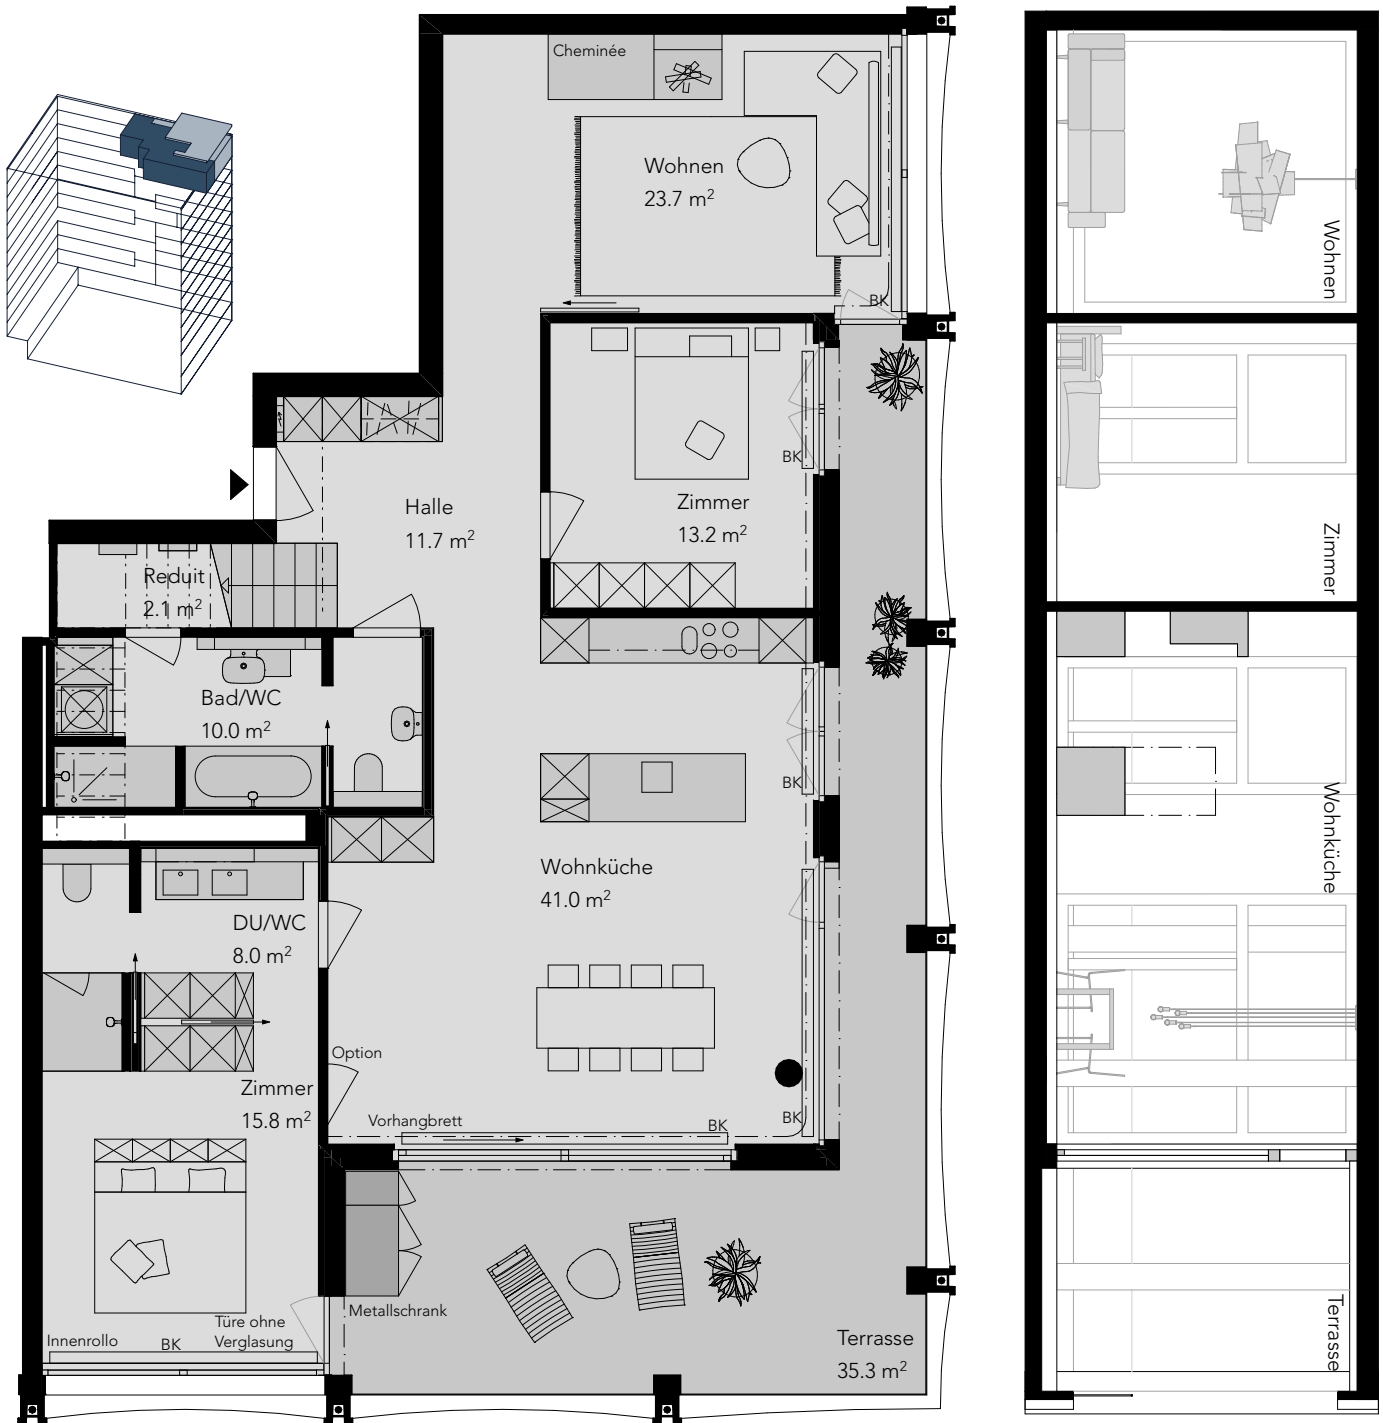 Cheminée
Wohnen
23.7 m²
BK
BK
Zimmer
13.2 m²
Halle
11.7 m²
Reduit
2.1 m²
Bad/WC
10.0 m²
BK
Wohnküche
41.0 m²
DU/WC
8.0 m²
Option
Zimmer
15.8 m²
Vorhangbrett
BK
BK
Metallschrank
Türe ohne
Verglasung
Innenrollo
BK
Terrasse
35.3 m²
Wohnen
Zimmer
Wohnküche
Terrasse